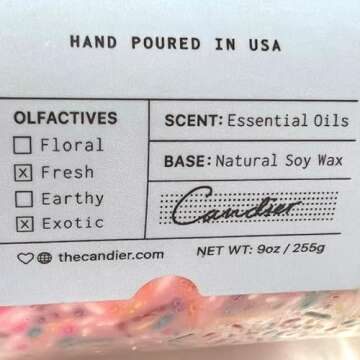 HAND POURED IN USA
OLFACTIVES
Floral
x Fresh
Earthy
x Exotic
SCENT: Essential Oils
BASE: Natural Soy Wax
Candier
thecandier.com
NET WT: 9oz / 255g